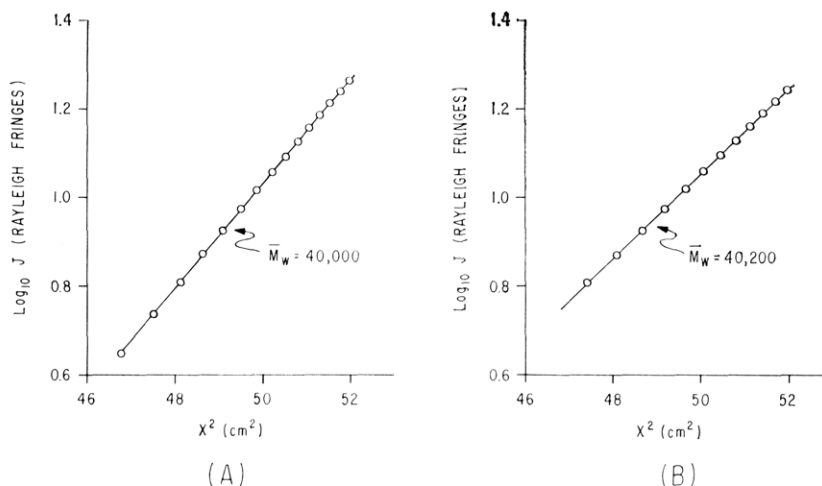 1.4
1.2
1.0
0.8
0.6
Log₁₀ J (RAYLEIGH FRINGES)
M̅w = 40,000
46 48 50 52
X² (cm²)
(A)
1.4
1.2
1.0
0.8
0.6
Log₁₀ J (RAYLEIGH FRINGES)
M̅w = 40,200
46 48 50 52
X² (cm²)
(B)